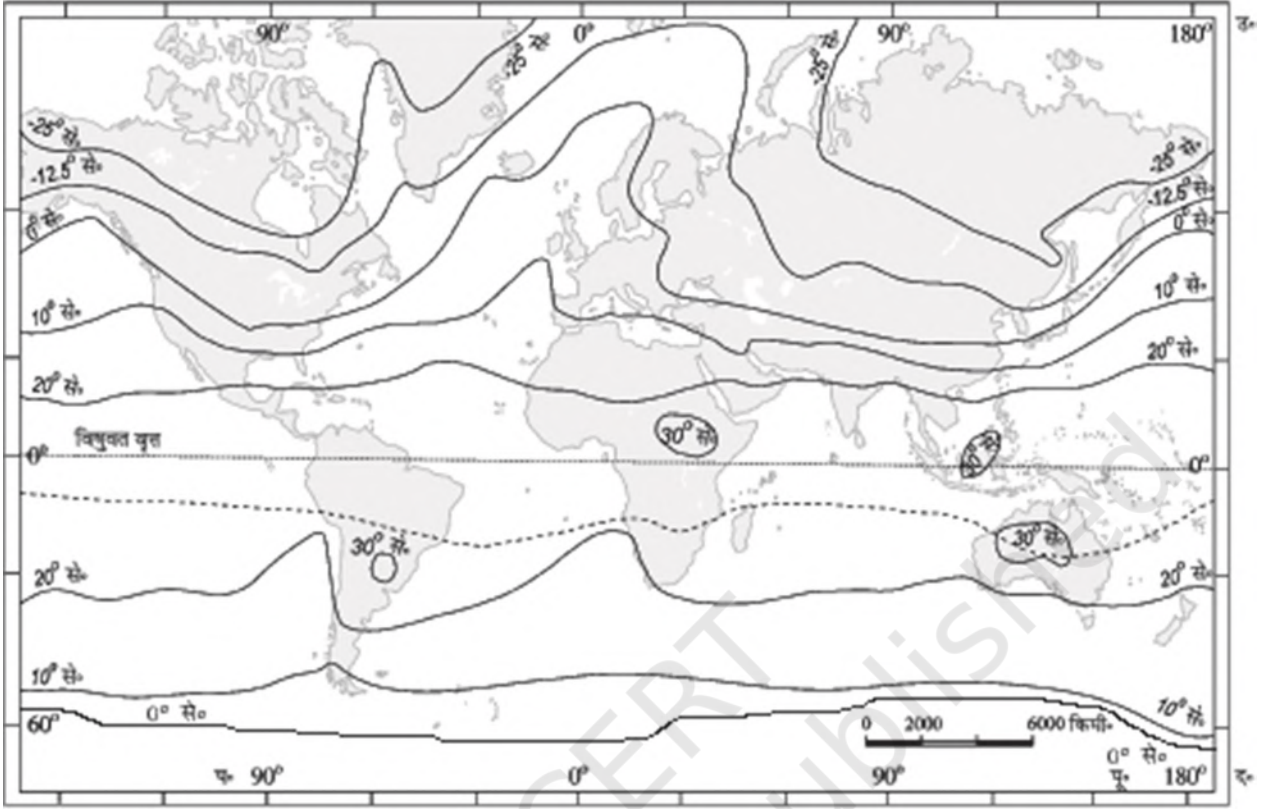 90° 0° 90° 180° उ॰
-25° से॰
-25° से॰
-25° से॰
-25° से॰
-12.5° से॰
-12.5° से॰
0° से॰
0° से॰
10° से॰
10° से॰
20° से॰
20° से॰
30° से॰
विषुवत वृत्त
0° 0°
30° से॰
30° से॰
20° से॰
20° से॰
10° से॰
10° से॰
0° से॰
60°
0 2000 6000 किमी॰
0° से॰
प॰ 90° 0° 90° पू॰ 180° द॰
NCERT
published